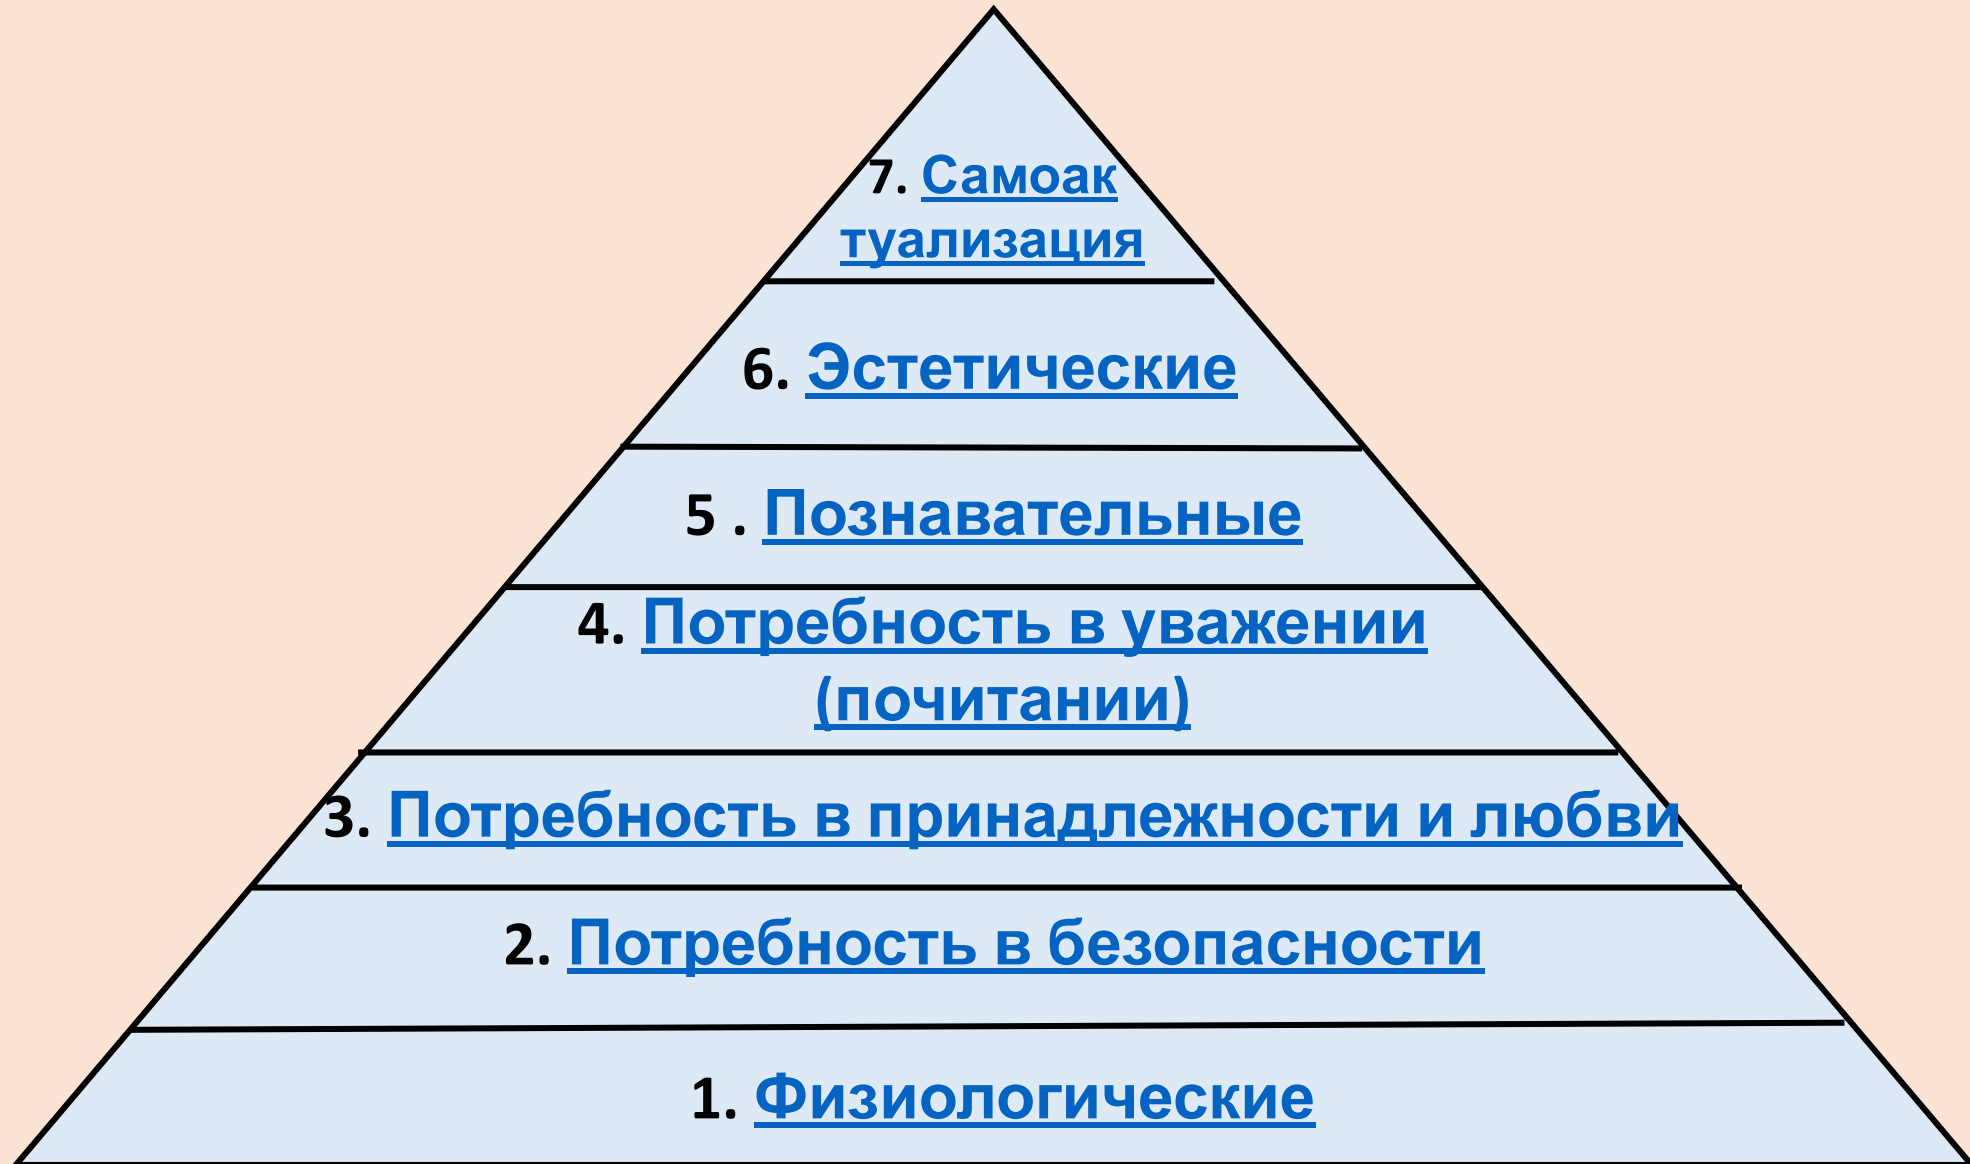 7. Самоак
туализация
6. Эстетические
5 . Познавательные
4. Потребность в уважении
(почитании)
3. Потребность в принадлежности и любви
2. Потребность в безопасности
1. Физиологические